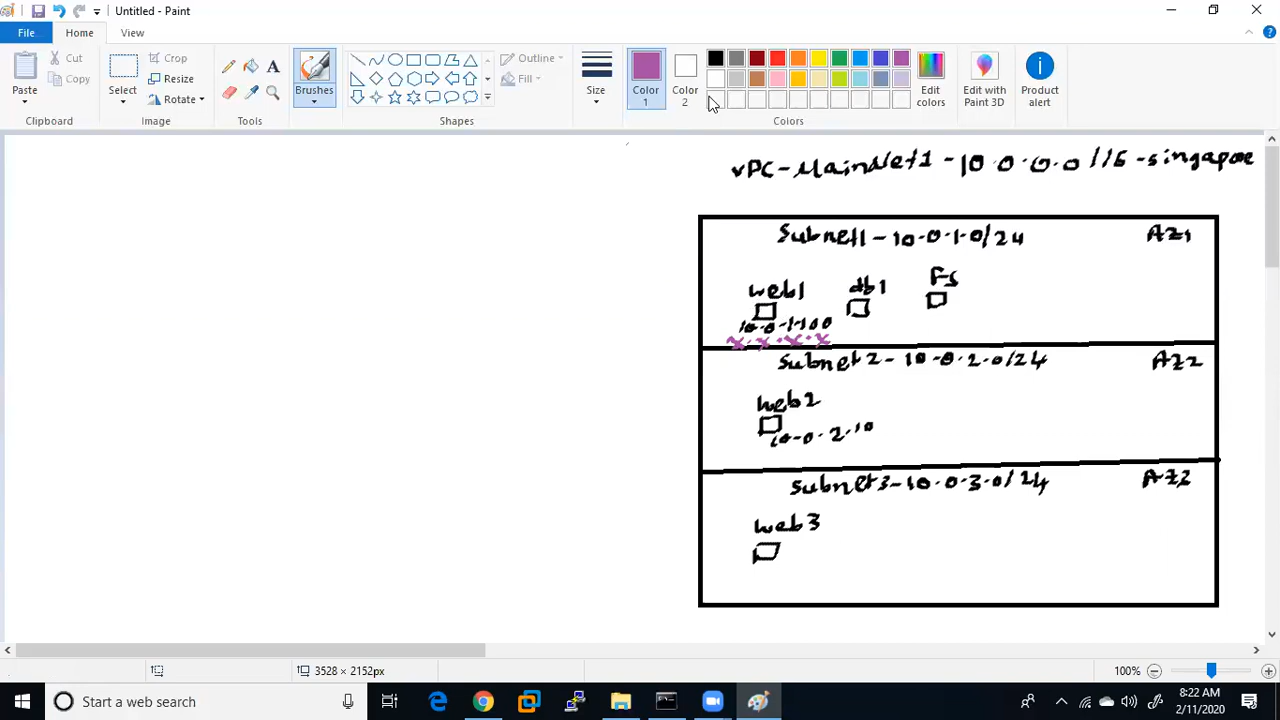 Untitled - Paint
File Home View
Paste
Cut
Copy
Clipboard
Select
Crop
Resize
Rotate
Image
Tools
Brushes
Shapes
Outline
Fill
Size
Color 1
Color 2
Colors
Edit colors
Edit with Paint 3D
Product alert
VPC-MainNet1 - 10.0.0.0/16 - singapore
Subnet1 - 10.0.1.0/24 AZ1
web1 db1 FS
10.0.1.100
x.x.x.x
Subnet2 - 10.0.2.0/24 AZ2
web2
10.0.2.10
Subnet3 - 10.0.3.0/24
web3
3528 × 2152px
100%
Start a web search
8:22 AM
2/11/2020